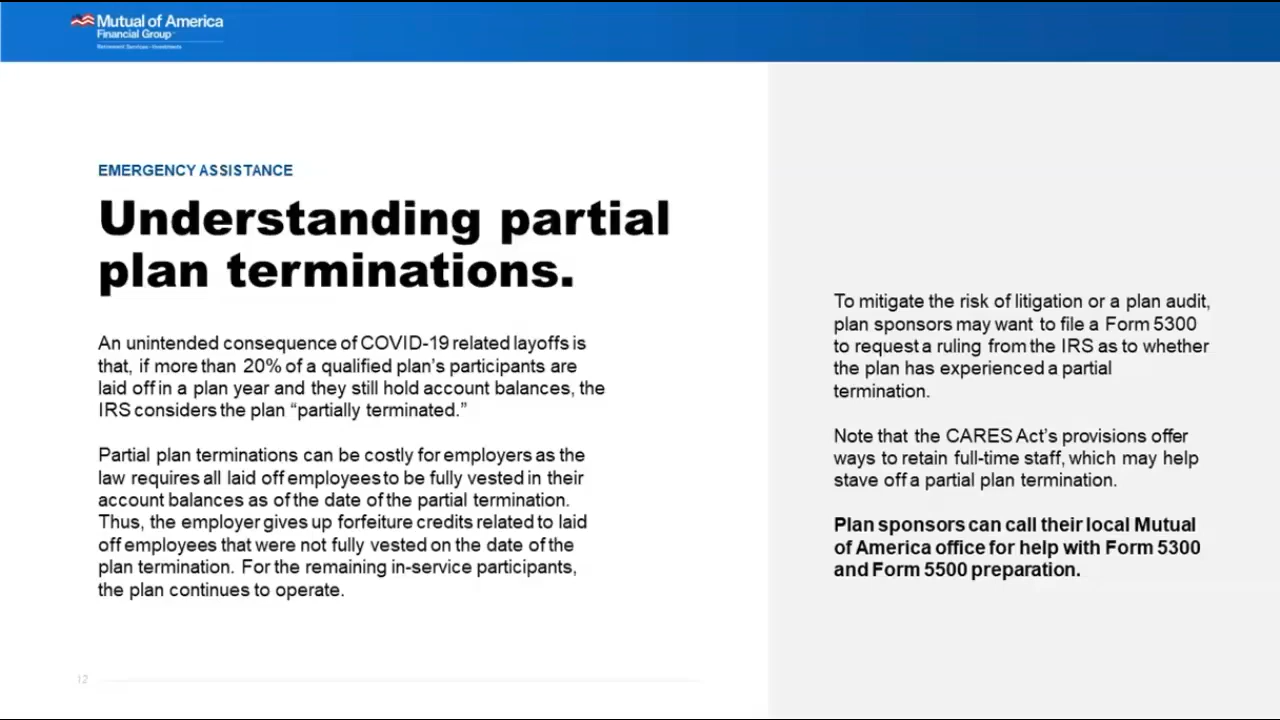 Mutual of America
Financial Group
Retirement Services • Investments
EMERGENCY ASSISTANCE
Understanding partial
plan terminations.
An unintended consequence of COVID-19 related layoffs is
that, if more than 20% of a qualified plan’s participants are
laid off in a plan year and they still hold account balances, the
IRS considers the plan “partially terminated.”
Partial plan terminations can be costly for employers as the
law requires all laid off employees to be fully vested in their
account balances as of the date of the partial termination.
Thus, the employer gives up forfeiture credits related to laid
off employees that were not fully vested on the date of the
plan termination. For the remaining in-service participants,
the plan continues to operate.
To mitigate the risk of litigation or a plan audit,
plan sponsors may want to file a Form 5300
to request a ruling from the IRS as to whether
the plan has experienced a partial
termination.
Note that the CARES Act’s provisions offer
ways to retain full-time staff, which may help
stave off a partial plan termination.
Plan sponsors can call their local Mutual
of America office for help with Form 5300
and Form 5500 preparation.
12